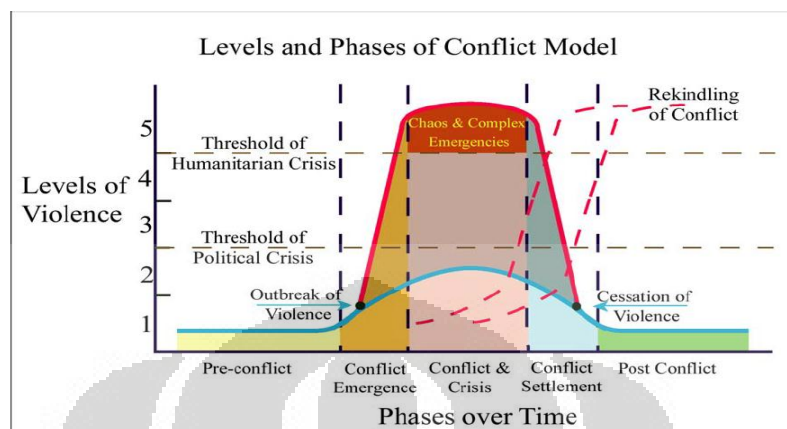 Levels and Phases of Conflict Model
Rekindling
of Conflict
Chaos & Complex
Emergencies
5
Threshold of
Humanitarian Crisis
4
Levels of
Violence
3
Threshold of
Political Crisis
2
Outbreak of
Violence
Cessation of
Violence
1
Pre-conflict
Conflict
Emergence
Conflict &
Crisis
Conflict
Settlement
Post Conflict
Phases over Time